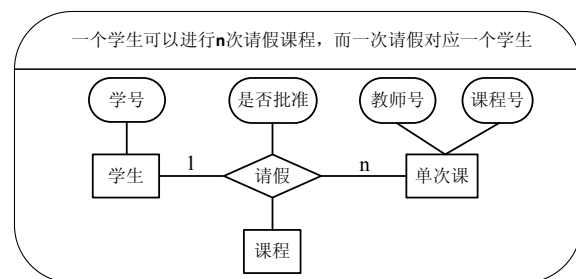 一个学生可以进行n次请假课程，而一次请假对应一个学生
学号
是否批准
教师号
课程号
学生
1
请假
n
单次课
课程